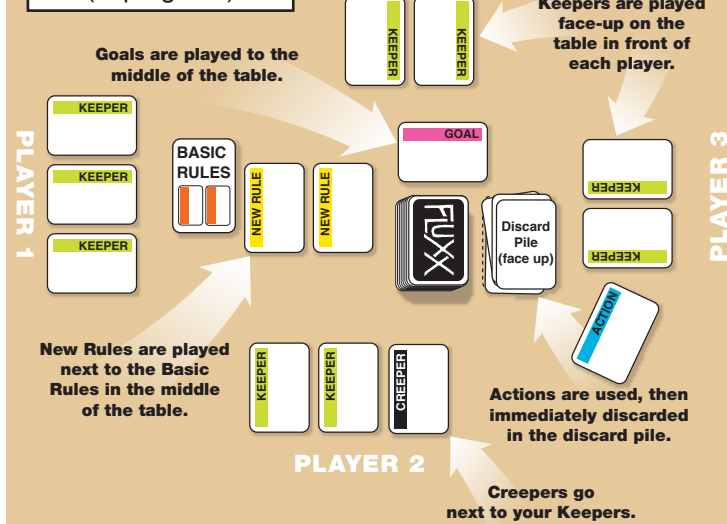 Keepers are played
face-up on the
table in front of
each player.
KEEPER
KEEPER
Goals are played to the
middle of the table.
PLAYER 1
KEEPER
KEEPER
KEEPER
BASIC
RULES
NEW RULE
NEW RULE
GOAL
FLUXX
Discard
Pile
(face up)
KEEPER
KEEPER
PLAYER 3
ACTION
New Rules are played
next to the Basic
Rules in the middle
of the table.
KEEPER
KEEPER
CREEPER
PLAYER 2
Actions are used, then
immediately discarded
in the discard pile.
Creepers go
next to your Keepers.